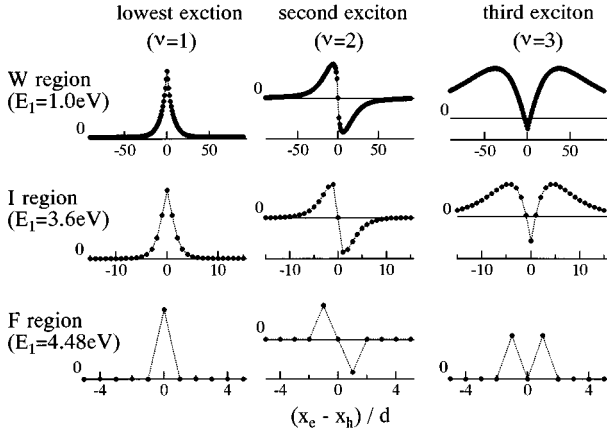 lowest exction second exciton third exciton
(ν=1) (ν=2) (ν=3)
W region
(E₁=1.0eV)
0 0 0
-50 0 50 -50 0 50 -50 0 50
I region
(E₁=3.6eV)
0 0 0
-10 0 10 -10 0 10 -10 0 10
F region
(E₁=4.48eV)
0 0 0
-4 0 4 -4 0 4 -4 0 4
(xₑ - xₕ) / d